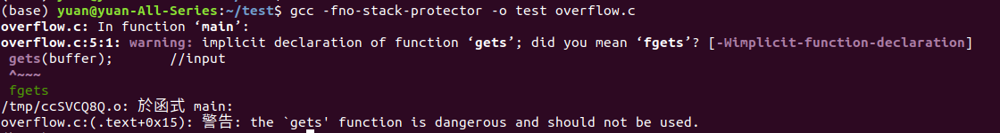 (base) yuan@yuan-All-Series:~/test$ gcc -fno-stack-protector -o test overflow.c
overflow.c: In function ‘main’:
overflow.c:5:1: warning: implicit declaration of function ‘gets’; did you mean ‘fgets’? [-Wimplicit-function-declaration]
 gets(buffer);       //input
 ^~~~
 fgets
/tmp/ccSVCQ8Q.o: 於函式 main:
overflow.c:(.text+0x15): 警告: the `gets' function is dangerous and should not be used.